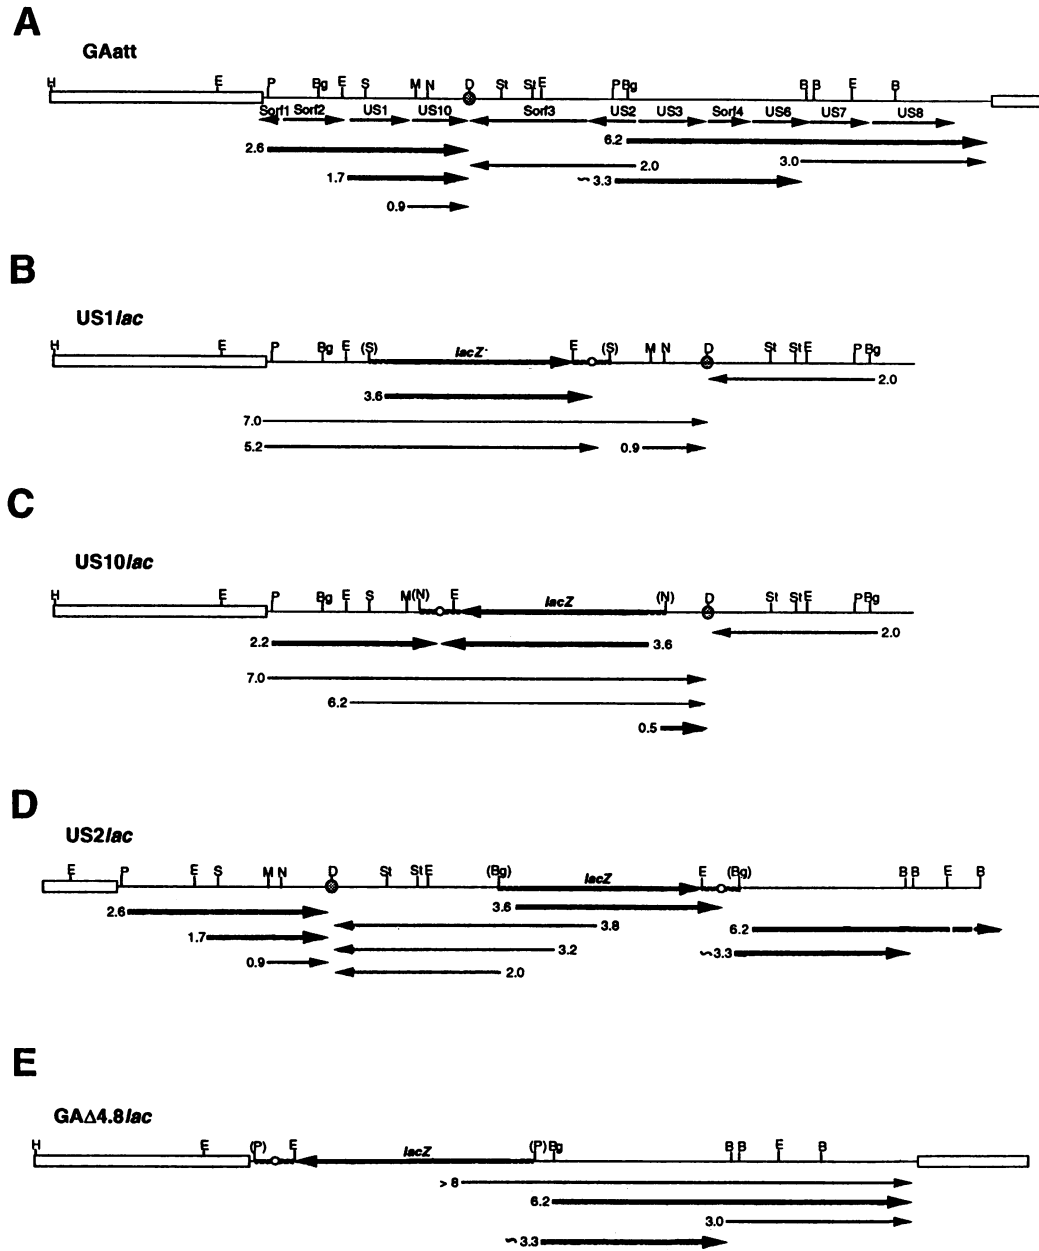 A
GAatt
H E P Bg E S M N D St St E P Bg B B E B
Sorf1 Sorf2 US1 US10 Sorf3 US2 US3 Sorf4 US6 US7 US8
2.6 6.2
2.0 3.0
1.7 ~3.3
0.9
B
US1lac
H E P Bg E (S) lacZ E (S) M N D St St E P Bg
2.0
3.6
7.0
5.2 0.9
C
US10lac
H E P Bg E S M (N) E lacZ (N) D St St E P Bg
2.0
2.2 3.6
7.0
6.2
0.5
D
US2lac
E P E S M N D St St E (Bg) lacZ E (Bg) B B E B
2.6 3.6
3.8 6.2
1.7
3.2 ~3.3
0.9
2.0
E
GAΔ4.8lac
H E (P) E lacZ (P) Bg B B E B
> 8
6.2
3.0
~3.3